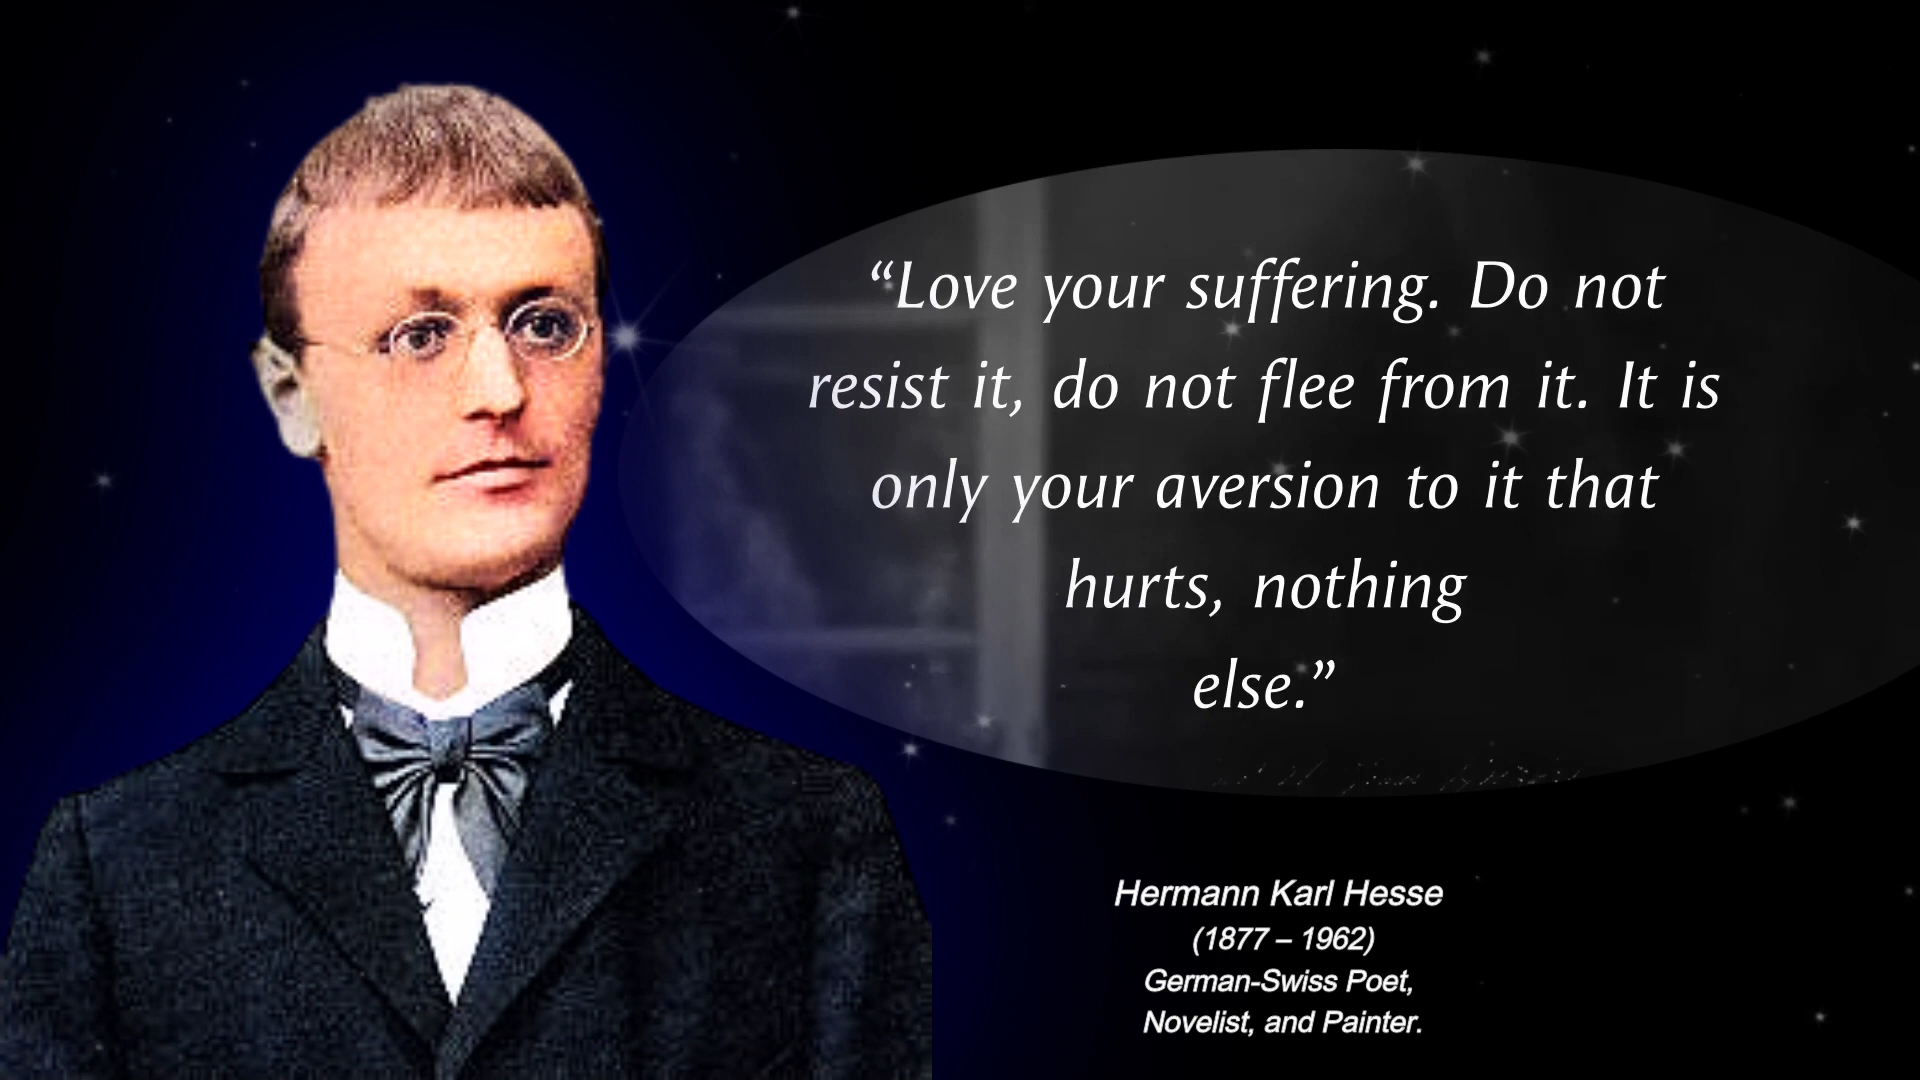 “Love your suffering. Do not
resist it, do not flee from it. It is
only your aversion to it that
hurts, nothing
else.”
Hermann Karl Hesse
(1877 – 1962)
German-Swiss Poet,
Novelist, and Painter.